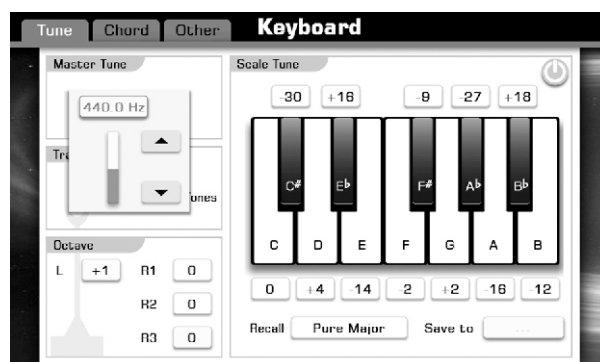 Tune Chord Other Keyboard
Master Tune
440.0 Hz
Tr
ones
Octave
L +1 R1 0
R2 0
R3 0
Scale Tune
-30 +16 -9 -27 +18
C# E♭ F# A♭ B♭
C D E F G A B
0 +4 -14 -2 +2 -16 -12
Recall Pure Major Save to ...